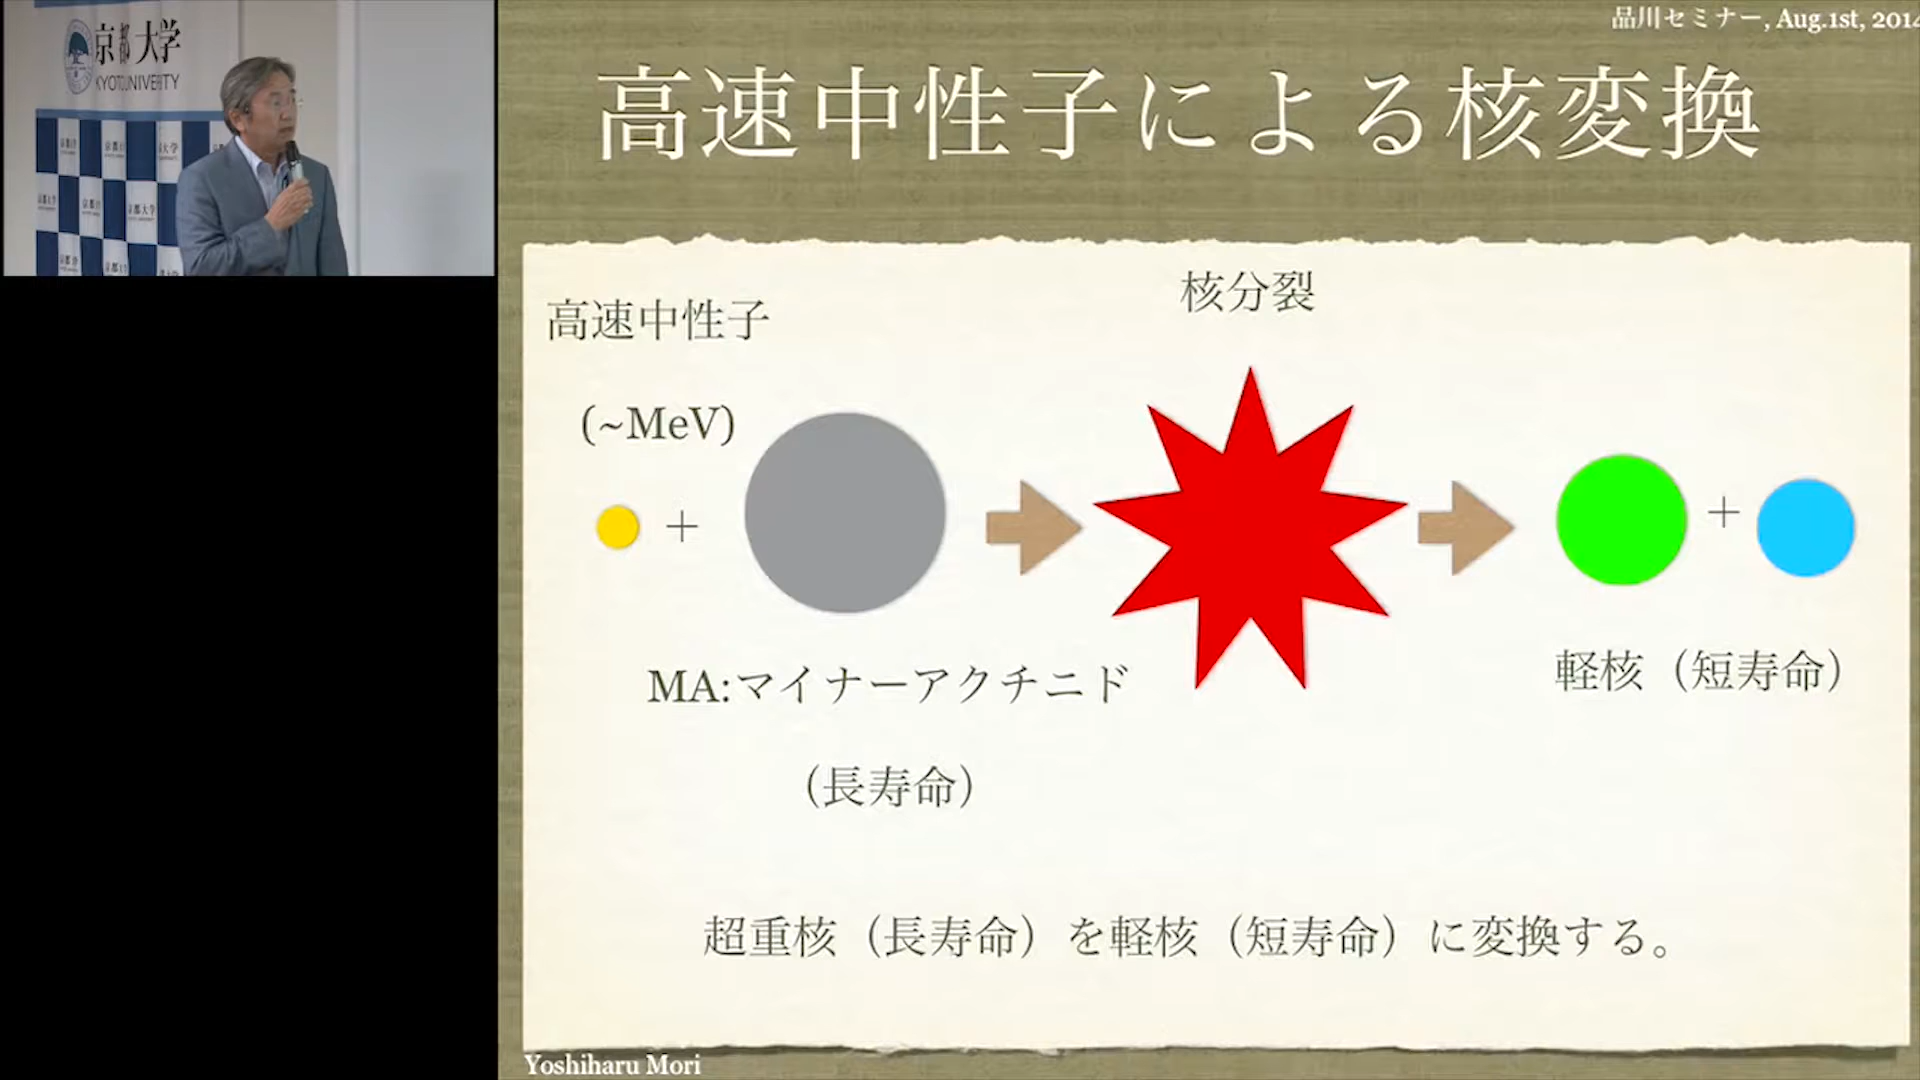 京都大学
KYOTO UNIVERSITY
品川セミナー, Aug.1st, 2014
高速中性子による核変換
高速中性子
(~MeV)
核分裂
+
+
MA:マイナーアクチニド
（長寿命）
軽核（短寿命）
超重核（長寿命）を軽核（短寿命）に変換する。
Yoshiharu Mori